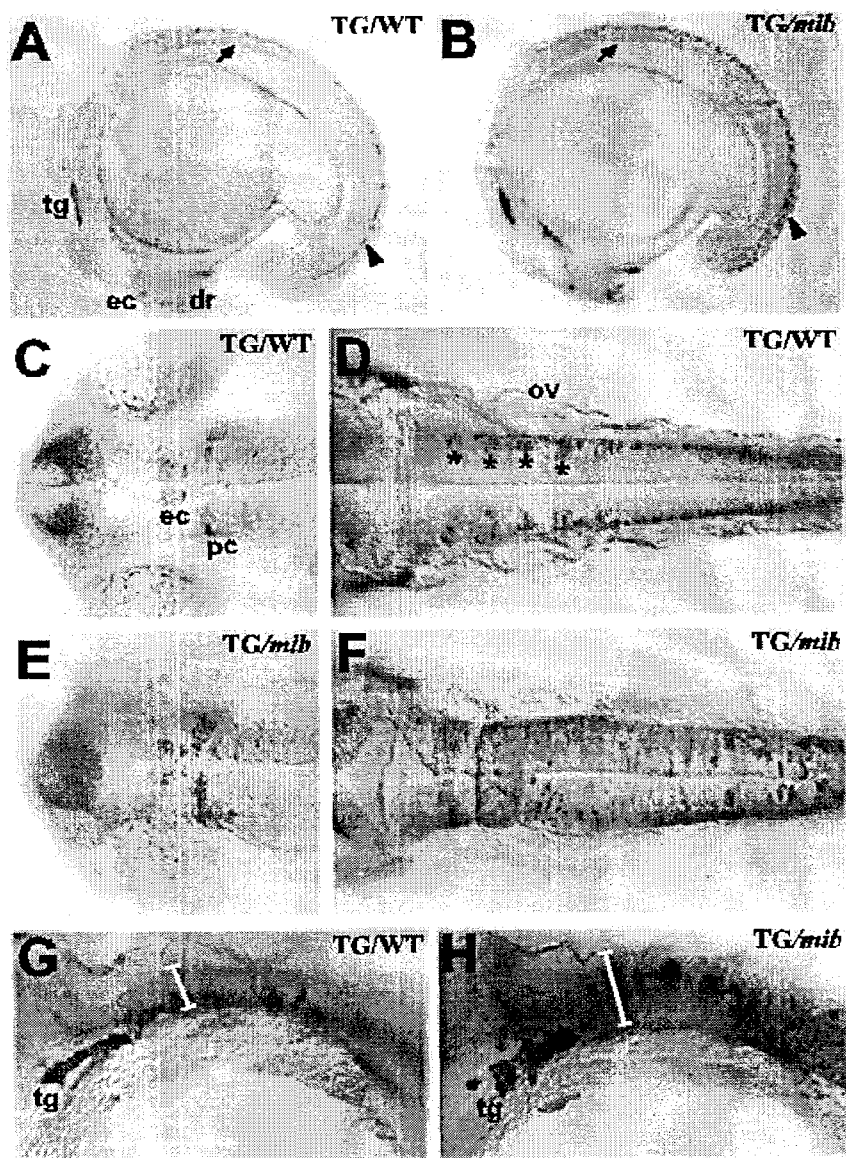 A TG/WT
B TG/mib
tg
ec dr
C TG/WT
D TG/WT
ov
* * * *
ec
pc
E TG/mib
F TG/mib
G TG/WT
H TG/mib
tg
tg